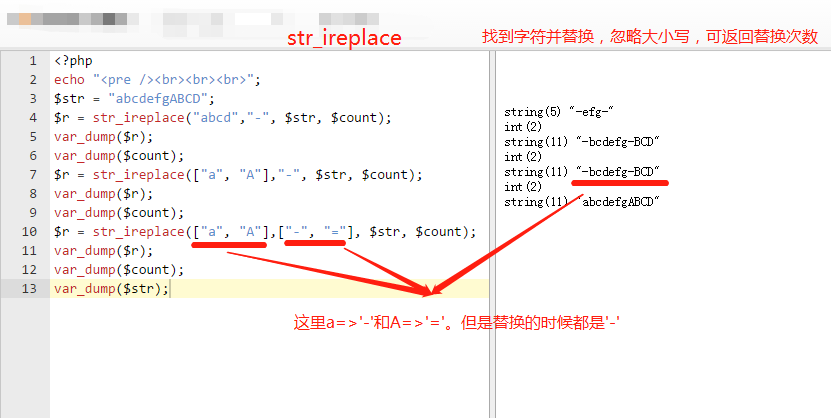 str_ireplace
找到字符并替换，忽略大小写，可返回替换次数
1 <?php
2 echo "<pre /><br><br><br>";
3 $str = "abcdefgABCD";
4 $r = str_ireplace("abcd","-", $str, $count);
5 var_dump($r);
6 var_dump($count);
7 $r = str_ireplace(["a", "A"],"-", $str, $count);
8 var_dump($r);
9 var_dump($count);
10 $r = str_ireplace(["a", "A"],["-", "="], $str, $count);
11 var_dump($r);
12 var_dump($count);
13 var_dump($str);
string(5) "-efg-"
int(2)
string(11) "-bcdefg-BCD"
int(2)
string(11) "-bcdefg-BCD"
int(2)
string(11) "abcdefgABCD"
这里a=>'-'和A=>'='。但是替换的时候都是'-'